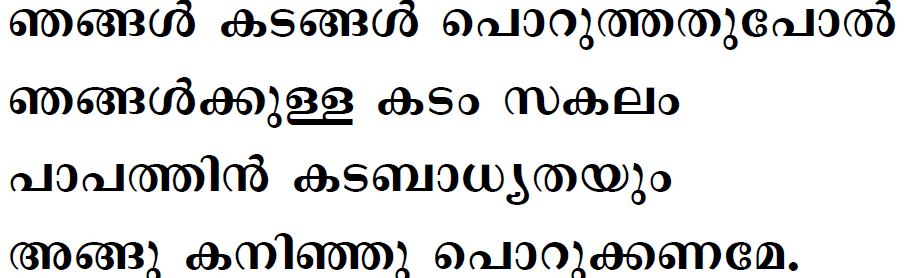 ഞങ്ങൾ കടങ്ങൾ പൊറുത്തതുപോൽ
ഞങ്ങൾക്കുള്ള കടം സകലം
പാപത്തിൻ കടബാധ്യതയും
അങ്ങു കനിഞ്ഞു പൊറുക്കണമേ.